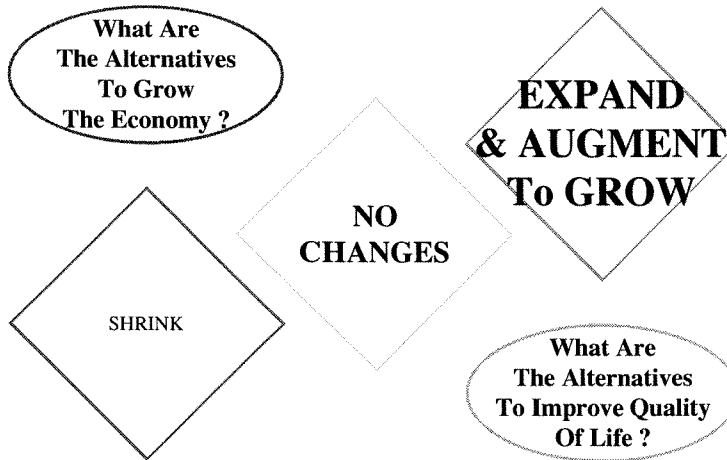 What Are
The Alternatives
To Grow
The Economy ?
EXPAND
& AUGMENT
To GROW
NO
CHANGES
SHRINK
What Are
The Alternatives
To Improve Quality
Of Life ?